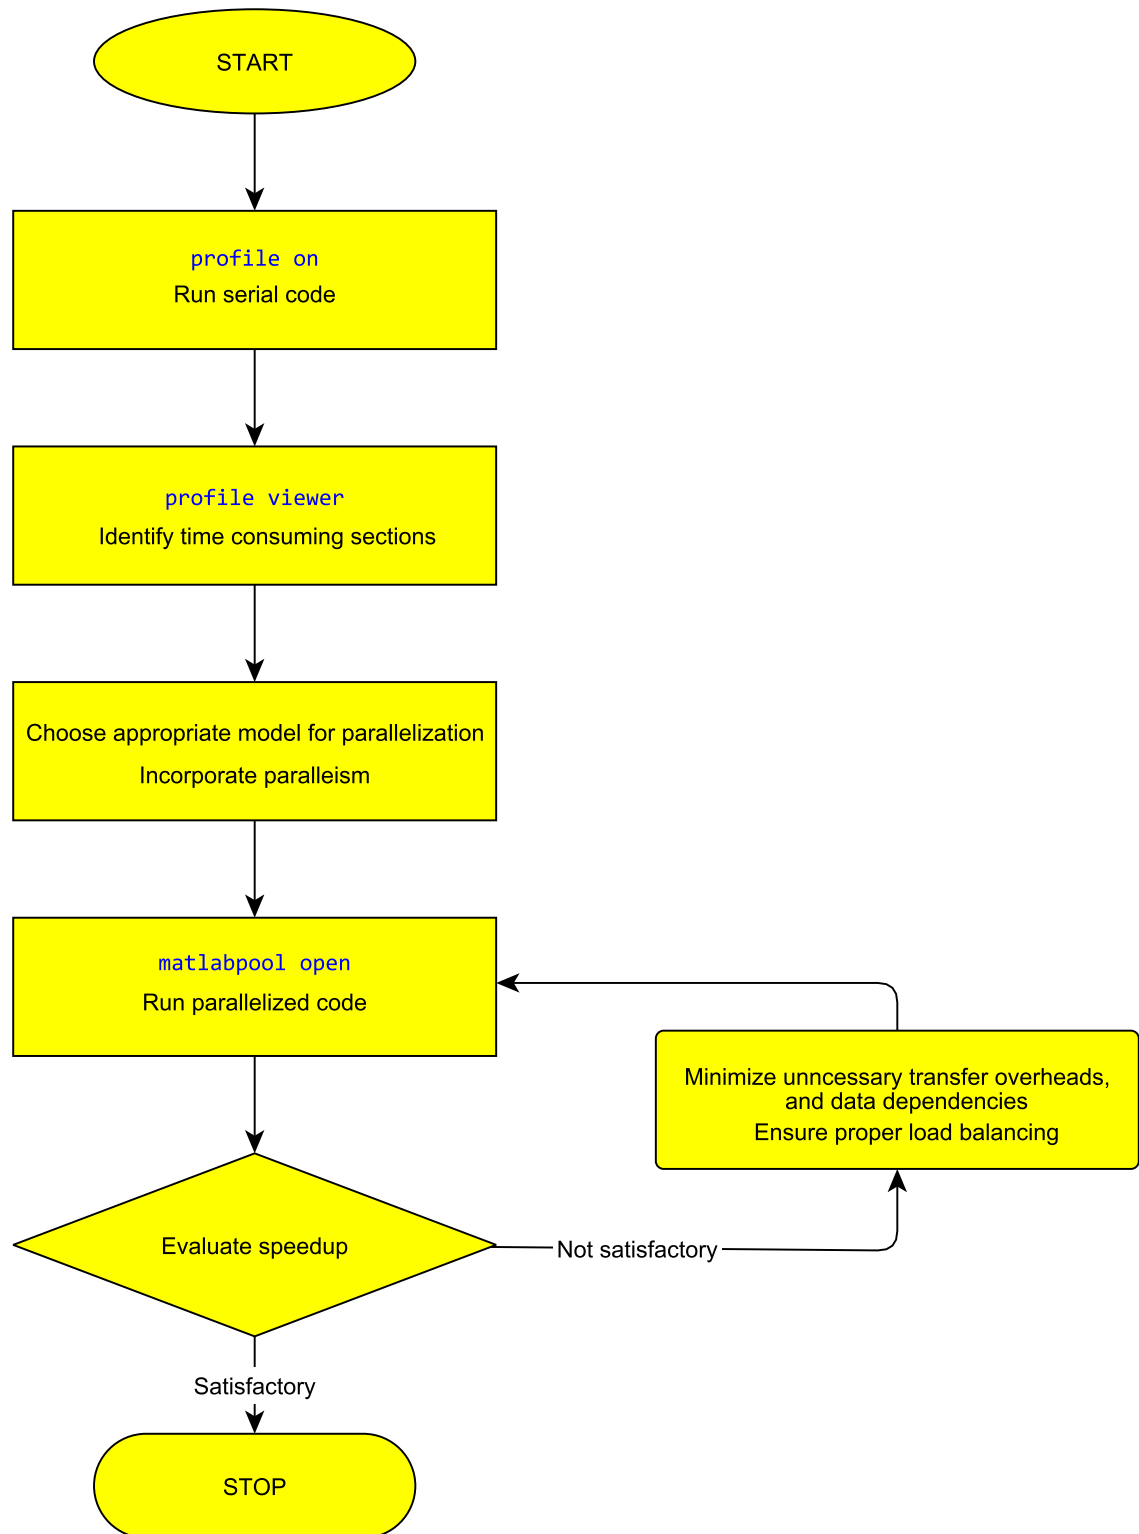 START
profile on
Run serial code
profile viewer
Identify time consuming sections
Choose appropriate model for parallelization
Incorporate paralleism
matlabpool open
Run parallelized code
Minimize unncessary transfer overheads,
and data dependencies
Ensure proper load balancing
Evaluate speedup
Not satisfactory
Satisfactory
STOP